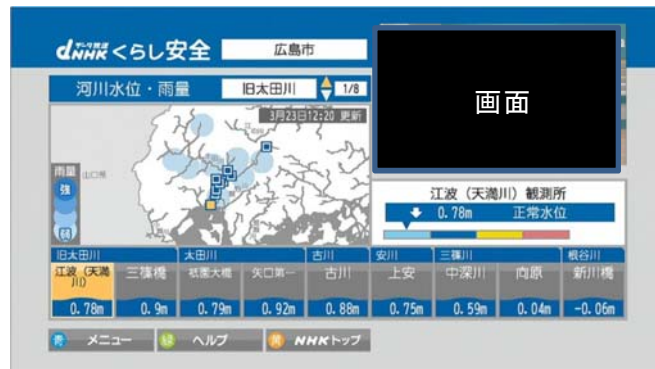 dNHK くらし安全
広島市
画面
河川水位・雨量
旧太田川
1/8
3月23日12:20 更新
山口県
雨量
強
弱
江波（天満川）観測所
0.78m 正常水位
旧太田川 太田川 古川 安川 三篠川 根谷川
江波（天満川） 三篠橋 祇園大橋 矢口第一 古川 上安 中深川 向原 新川橋
0.78m 0.9m 0.79m 0.92m 0.88m 0.75m 0.59m 0.04m -0.06m
青 メニュー 緑 ヘルプ 黄 NHKトップ